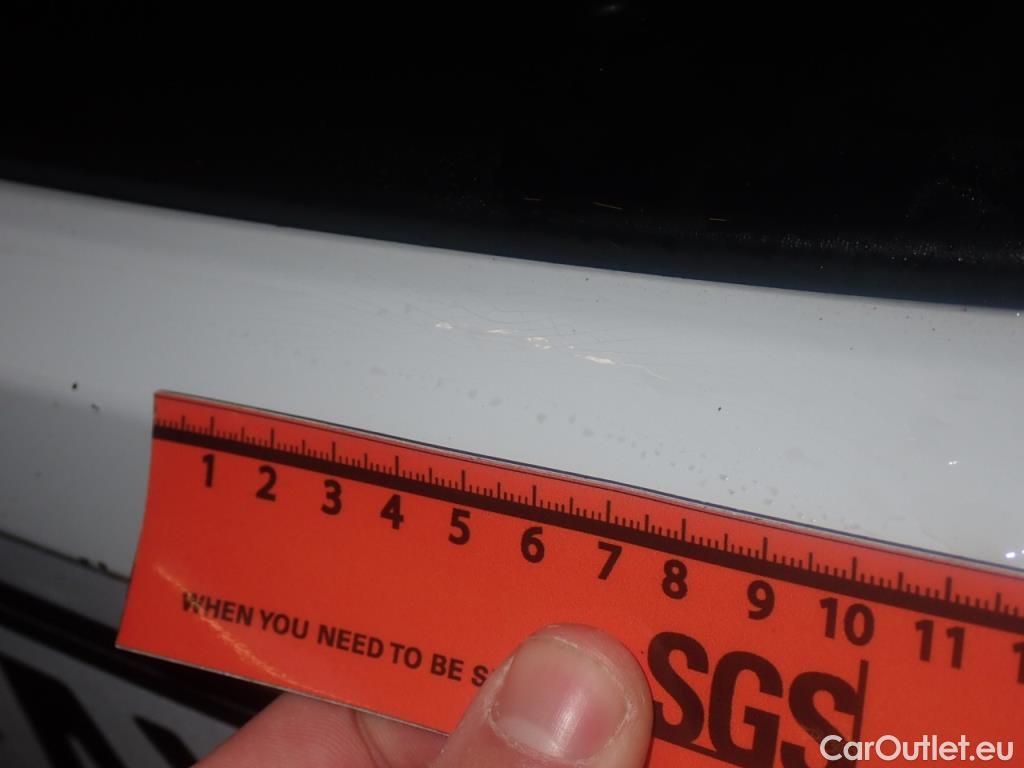 1 2 3 4 5 6 7 8 9 10 11
WHEN YOU NEED TO BE
SGS
CarOutlet.eu